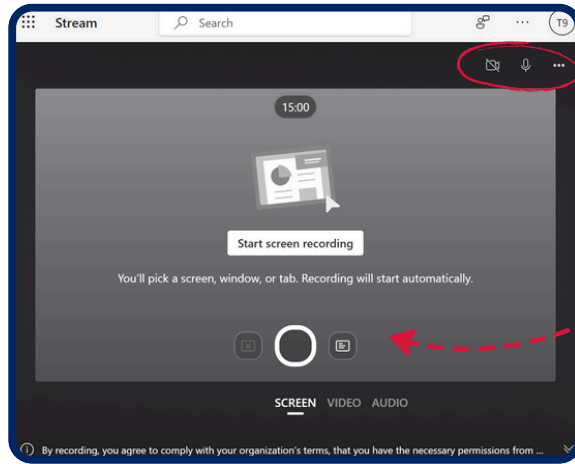 Stream
Search
T9
15:00
Start screen recording
You'll pick a screen, window, or tab. Recording will start automatically.
SCREEN VIDEO AUDIO
By recording, you agree to comply with your organization's terms, that you have the necessary permissions from ...